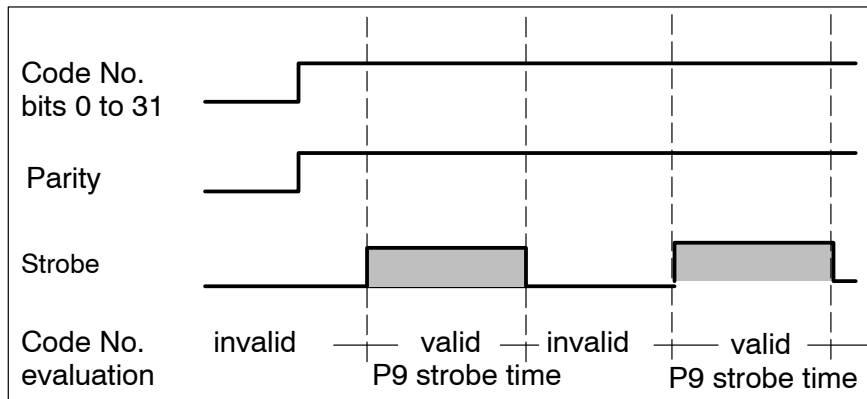 Code No.
bits 0 to 31
Parity
Strobe
Code No. invalid valid invalid valid
evaluation P9 strobe time P9 strobe time